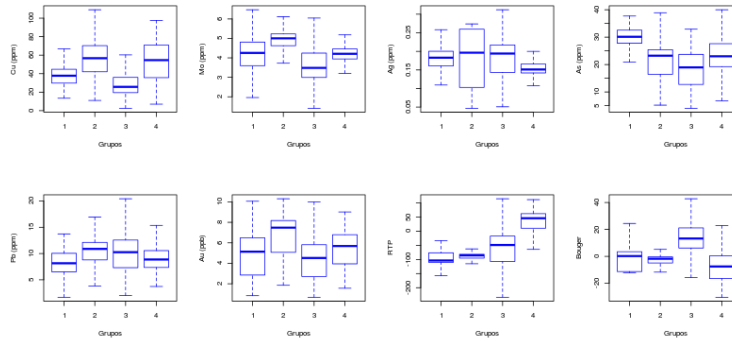 Cu (ppm)
0 20 40 60 80 100
1 2 3 4
Grupos
Mo (ppm)
2 3 4 5 6
1 2 3 4
Grupos
Ag (ppm)
0.05 0.15 0.25
1 2 3 4
Grupos
As (ppm)
5 10 20 30 40
1 2 3 4
Grupos
Pb (ppm)
5 10 15 20
1 2 3 4
Grupos
Au (ppb)
2 4 6 8 10
1 2 3 4
Grupos
RTP
-200 -100 0 50
1 2 3 4
Grupos
Bouger
-20 0 20 40
1 2 3 4
Grupos